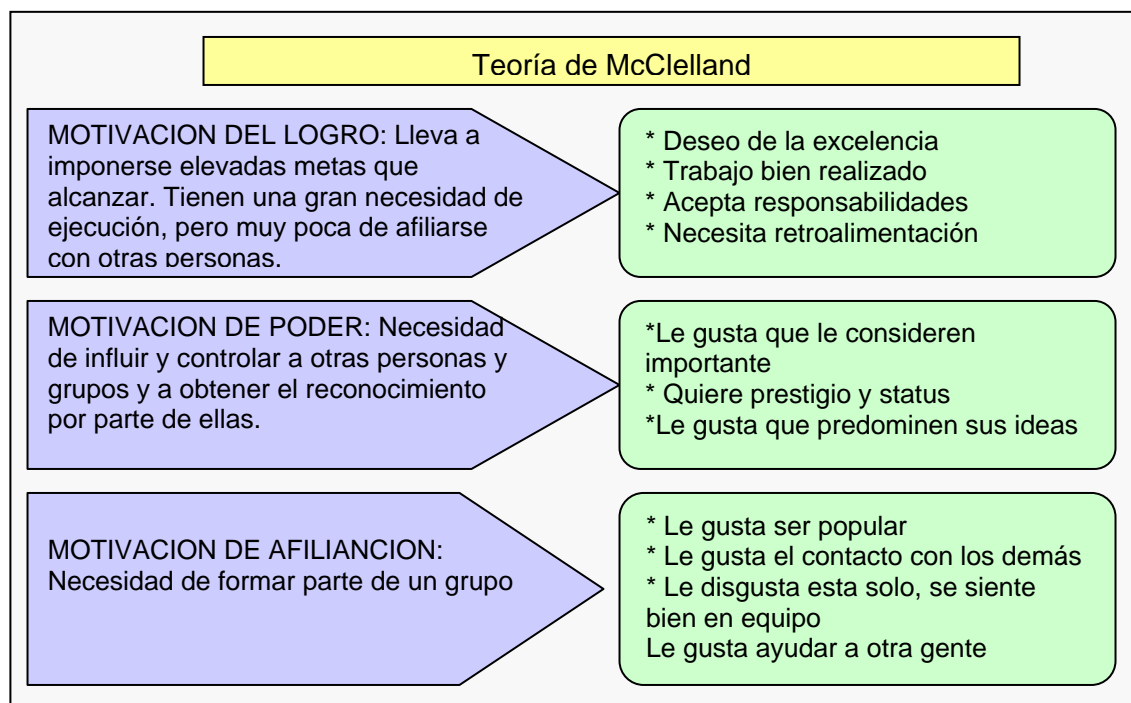 Teoría de McClelland
MOTIVACION DEL LOGRO: Lleva a
imponerse elevadas metas que
alcanzar. Tienen una gran necesidad de
ejecución, pero muy poca de afiliarse
con otras personas.
* Deseo de la excelencia
* Trabajo bien realizado
* Acepta responsabilidades
* Necesita retroalimentación
MOTIVACION DE PODER: Necesidad
de influir y controlar a otras personas y
grupos y a obtener el reconocimiento
por parte de ellas.
*Le gusta que le consideren
importante
* Quiere prestigio y status
*Le gusta que predominen sus ideas
MOTIVACION DE AFILIANCION:
Necesidad de formar parte de un grupo
* Le gusta ser popular
* Le gusta el contacto con los demás
* Le disgusta esta solo, se siente
bien en equipo
Le gusta ayudar a otra gente